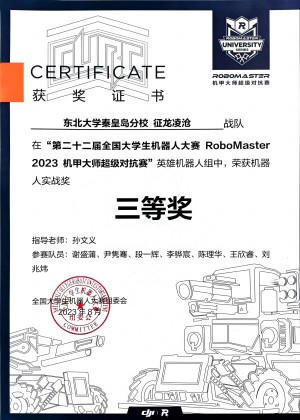 ROBOMASTER
UNIVERSITY
SERIES
CERTIFICATE
获奖证书
ROBOMASTER
机甲大师超级对抗赛
东北大学秦皇岛分校 征龙凌沧 战队
在“第二十二届全国大学生机器人大赛 RoboMaster
2023 机甲大师超级对抗赛”英雄机器人组中，荣获机器
人实战奖
三等奖
指导老师：孙文义
参赛队员：谢盛蒲、尹隽骞、段一辉、李骅宸、陈理华、王欣睿、刘
兆炜
全国大学生机器人大赛组委会
2023年8月
COMMITTEE
dji R